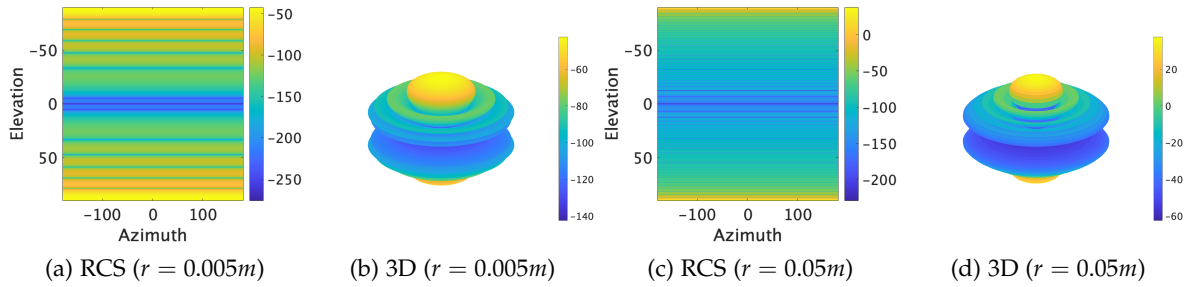 Elevation
-50
0
50
-100 0 100
Azimuth
-50
-100
-150
-200
-250
(a) RCS (r = 0.005m)
-60
-80
-100
-120
-140
(b) 3D (r = 0.005m)
Elevation
-50
0
50
-100 0 100
Azimuth
0
-50
-100
-150
-200
(c) RCS (r = 0.05m)
20
0
-20
-40
-60
(d) 3D (r = 0.05m)